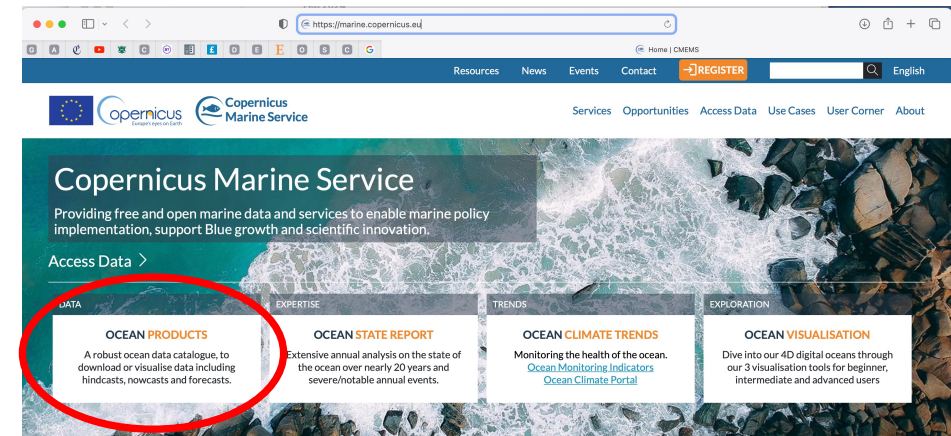 https://marine.copernicus.eu
Home | CMEMS
Resources News Events Contact REGISTER English
opernicus
Europe's eyes on Earth
Copernicus
Marine Service
Services Opportunities Access Data Use Cases User Corner About
Copernicus Marine Service
Providing free and open marine data and services to enable marine policy
implementation, support Blue growth and scientific innovation.
Access Data >
DATA
OCEAN PRODUCTS
A robust ocean data catalogue, to
download or visualise data including
hindcasts, nowcasts and forecasts.
EXPERTISE
OCEAN STATE REPORT
Extensive annual analysis on the state of
the ocean over nearly 20 years and
severe/notable annual events.
TRENDS
OCEAN CLIMATE TRENDS
Monitoring the health of the ocean.
Ocean Monitoring Indicators
Ocean Climate Portal
EXPLORATION
OCEAN VISUALISATION
Dive into our 4D digital oceans through
our 3 visualisation tools for beginner,
intermediate and advanced users